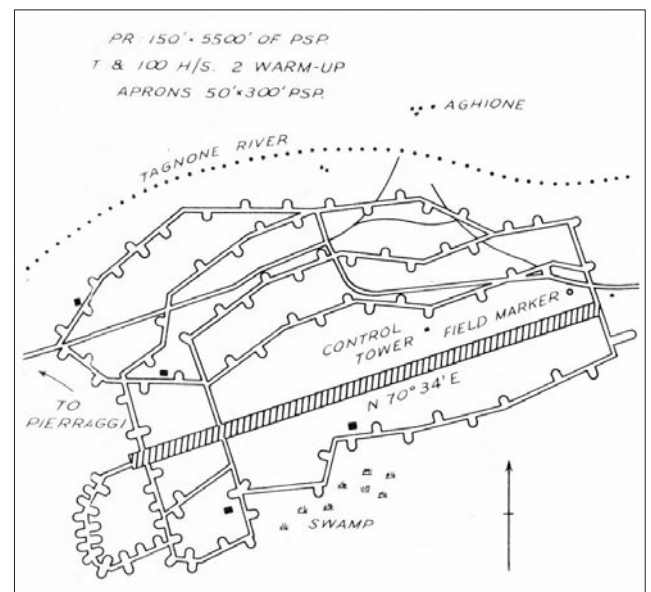 PR: 150' × 5500' OF PSP.
T & 100 H/S. 2 WARM-UP
APRONS 50' × 300' PSP.
AGHIONE
TAGNONE RIVER
CONTROL
TOWER
FIELD MARKER
N 70° 34' E
TO
PIERRAGGI
SWAMP